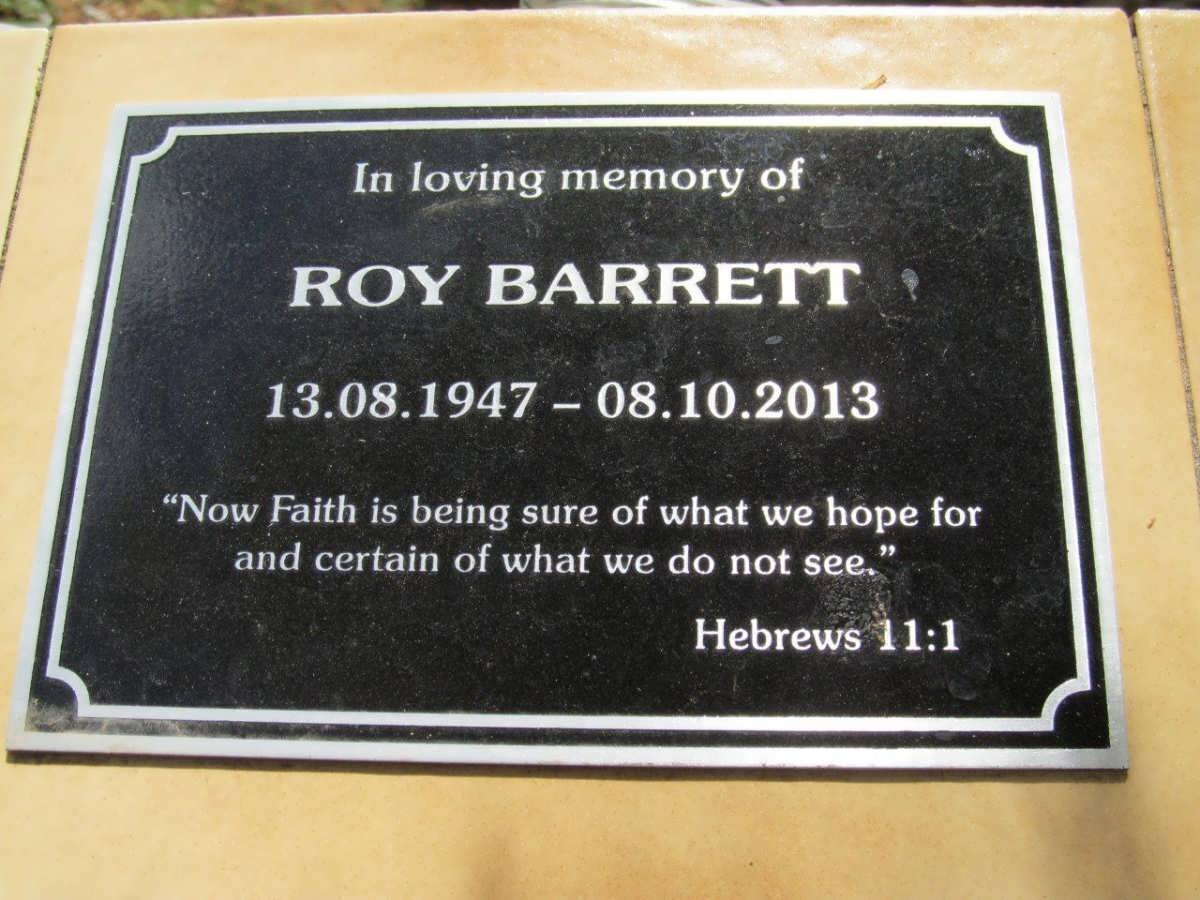 In loving memory of
ROY BARRETT
13.08.1947 – 08.10.2013
“Now Faith is being sure of what we hope for
and certain of what we do not see.”
Hebrews 11:1